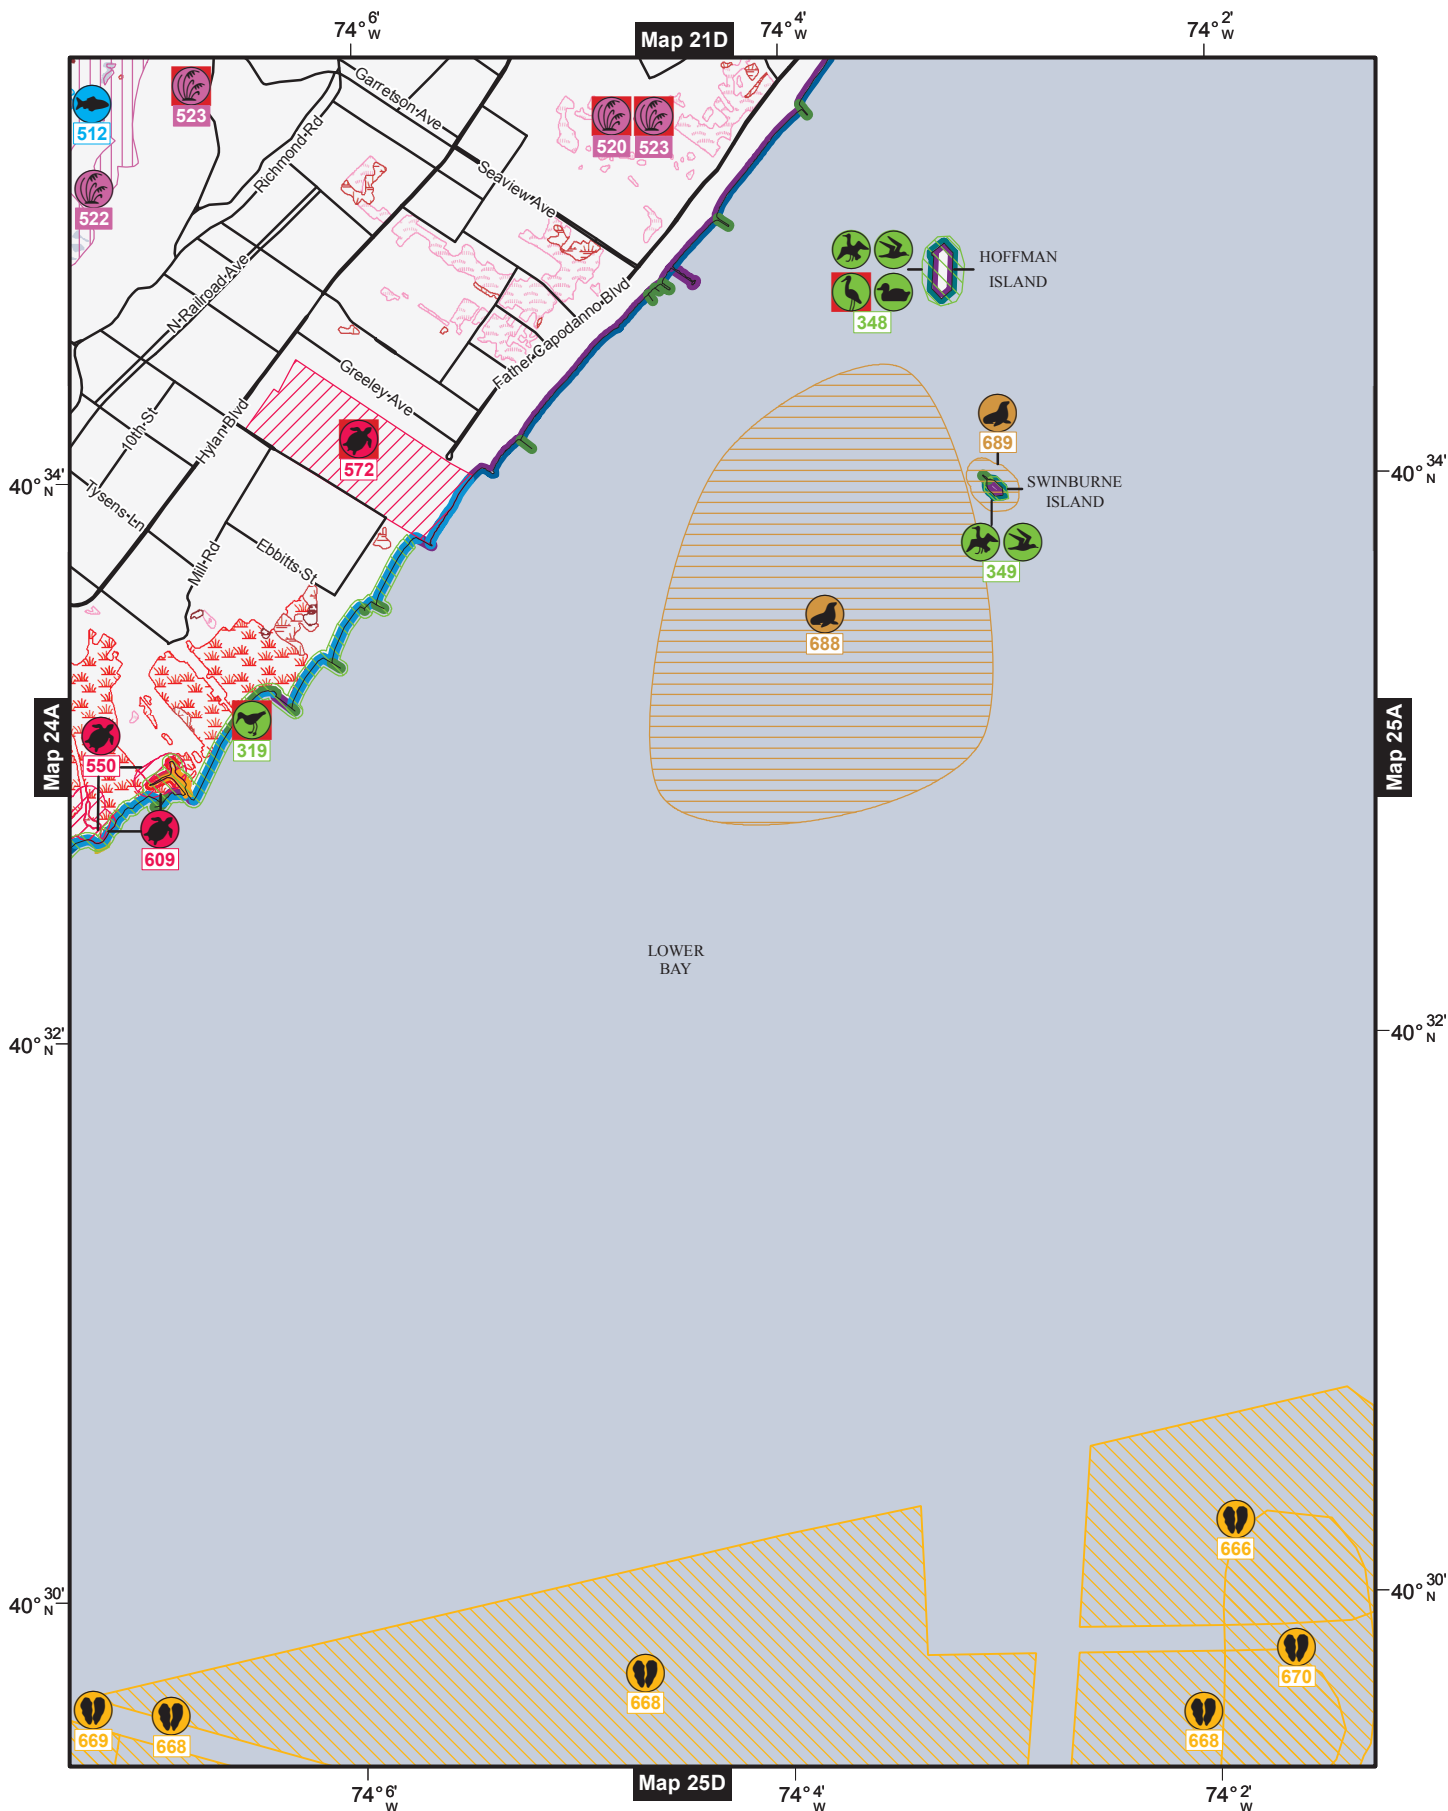 74° 6' W
Map 21D
74° 4' W
74° 2' W
512
523
522
520
523
Garretson Ave
Richmond Rd
Seaview Ave
N Railroad Ave
Father Capodanno Blvd
HOFFMAN
ISLAND
348
Greeley Ave
10th St
Hylan Blvd
572
689
40° 34' N
40° 34' N
SWINBURNE
ISLAND
Tysens Ln
Mill Rd
Ebbitts St
349
688
Map 24A
Map 25A
319
550
609
LOWER
BAY
40° 32' N
40° 32' N
666
40° 30' N
40° 30' N
670
668
669
668
668
74° 6' W
Map 25D
74° 4' W
74° 2' W